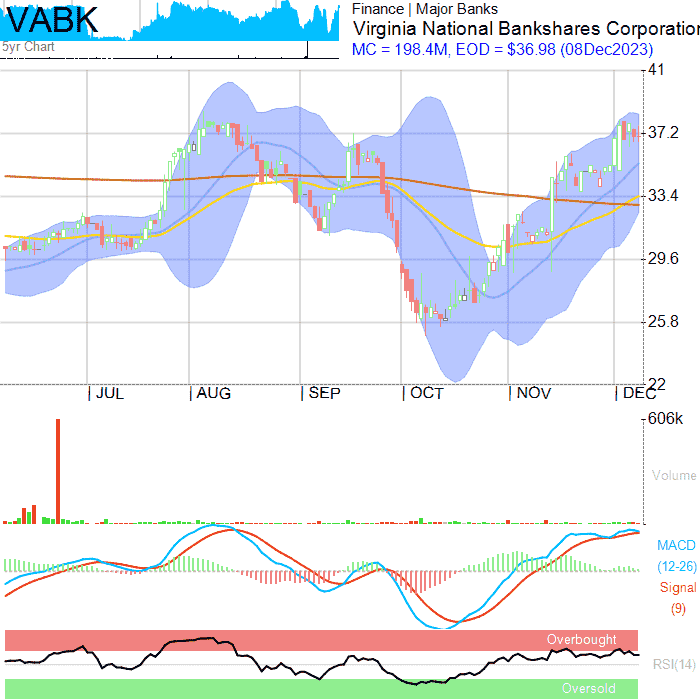 VABK
5yr Chart
Finance | Major Banks
Virginia National Bankshares Corporation
MC = 198.4M, EOD = $36.98 (08Dec2023)
41
37.2
33.4
29.6
25.8
22
JUL
AUG
SEP
OCT
NOV
DEC
606k
Volume
MACD
(12-26)
Signal
(9)
Overbought
RSI(14)
Oversold